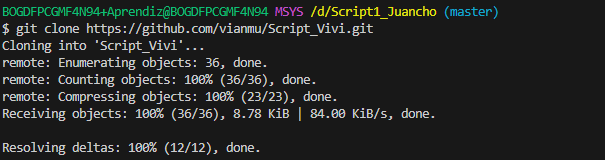 BOGDFPCGMF4N94+Aprendiz@BOGDFPCGMF4N94 MSYS /d/Script1_Juancho (master)
$ git clone https://github.com/vianmu/Script_Vivi.git
Cloning into 'Script_Vivi'...
remote: Enumerating objects: 36, done.
remote: Counting objects: 100% (36/36), done.
remote: Compressing objects: 100% (23/23), done.
Receiving objects: 100% (36/36), 8.78 KiB | 84.00 KiB/s, done.
Resolving deltas: 100% (12/12), done.